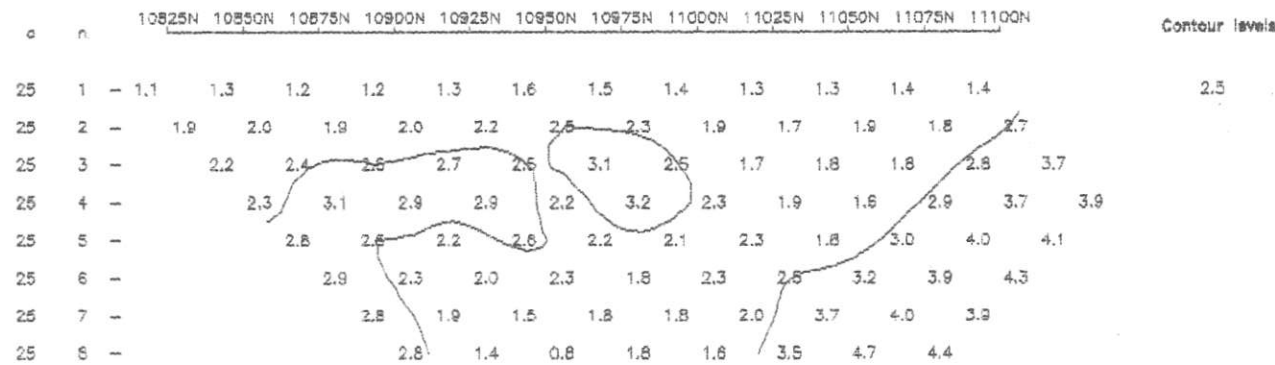 10825N 10850N 10875N 10900N 10925N 10950N 10975N 11000N 11025N 11050N 11075N 11100N
a n. Contour levels
25 1 - 1.1 1.3 1.2 1.2 1.3 1.6 1.5 1.4 1.3 1.3 1.4 1.4 2.5
25 2 - 1.9 2.0 1.9 2.0 2.2 2.5 2.3 1.9 1.7 1.9 1.8 2.7
25 3 - 2.2 2.4 2.6 2.7 2.5 3.1 2.5 1.7 1.8 1.8 2.8 3.7
25 4 - 2.3 3.1 2.9 2.9 2.2 3.2 2.3 1.9 1.6 2.9 3.7 3.9
25 5 - 2.8 2.5 2.2 2.6 2.2 2.1 2.3 1.8 3.0 4.0 4.1
25 6 - 2.9 2.3 2.0 2.3 1.8 2.3 2.5 3.2 3.9 4.3
25 7 - 2.8 1.9 1.5 1.8 1.8 2.0 3.7 4.0 3.9
25 8 - 2.8 1.4 0.8 1.8 1.6 3.5 4.7 4.4